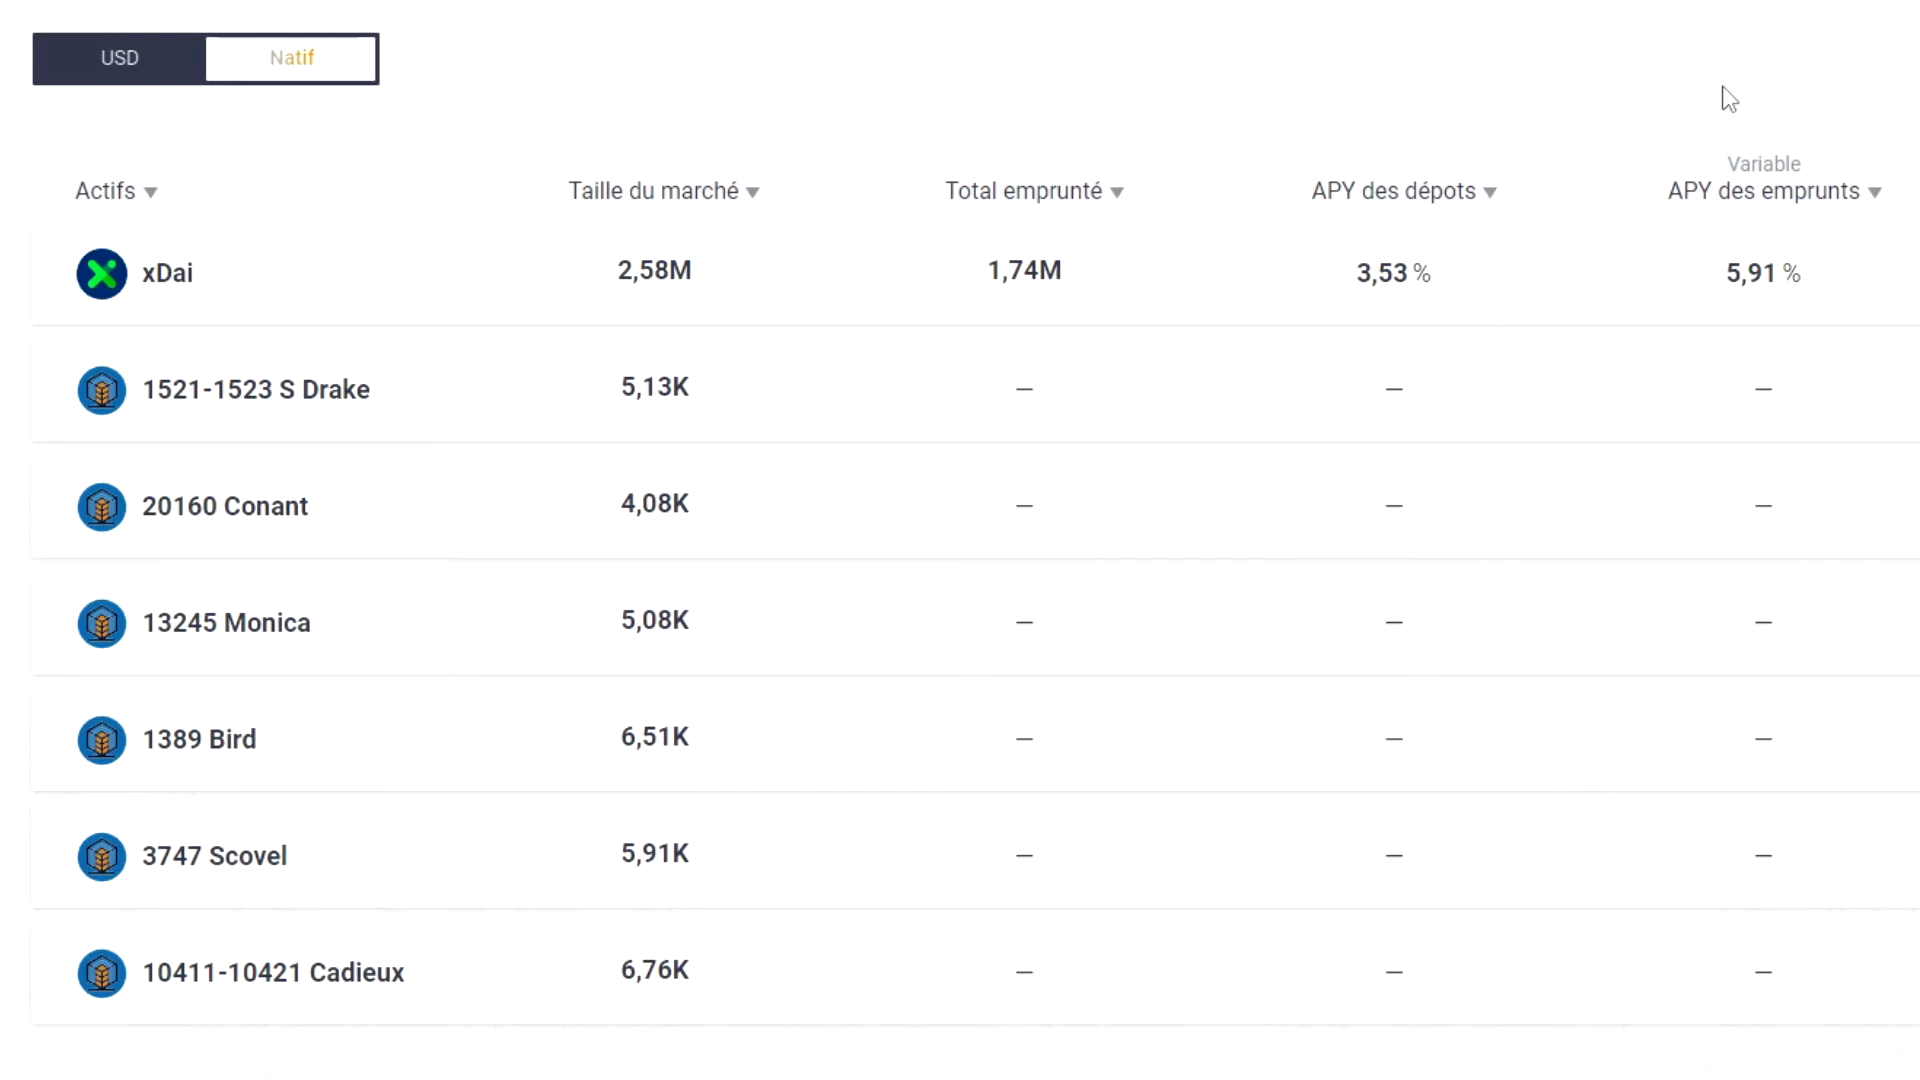 USD Natif
Variable
Actifs Taille du marché Total emprunté APY des dépots APY des emprunts
xDai 2,58M 1,74M 3,53 % 5,91 %
1521-1523 S Drake 5,13K — — —
20160 Conant 4,08K — — —
13245 Monica 5,08K — — —
1389 Bird 6,51K — — —
3747 Scovel 5,91K — — —
10411-10421 Cadieux 6,76K — — —